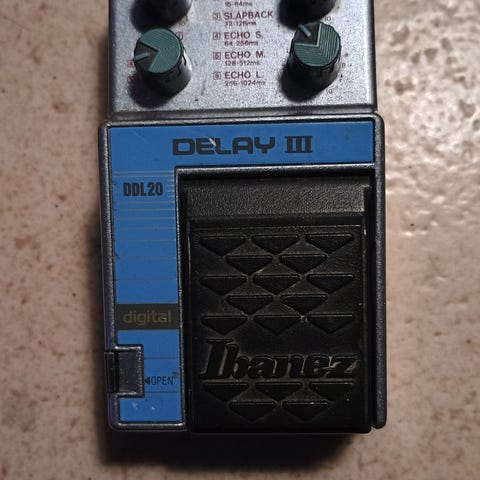 16-64ms
3 SLAPBACK
32-128ms
4 ECHO S.
64-256ms
5 ECHO M.
128-512ms
6 ECHO L.
256-1024ms
DELAY III
DDL20
digital
◄OPEN
Ibanez